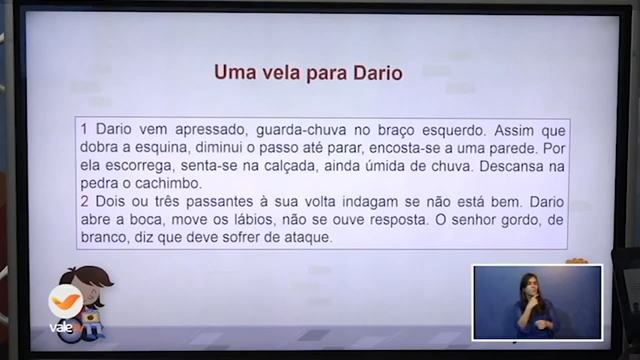 Uma vela para Dario
1 Dario vem apressado, guarda-chuva no braço esquerdo. Assim que
dobra a esquina, diminui o passo até parar, encosta-se a uma parede. Por
ela escorrega, senta-se na calçada, ainda úmida de chuva. Descansa na
pedra o cachimbo.
2 Dois ou três passantes à sua volta indagam se não está bem. Dario
abre a boca, move os lábios, não se ouve resposta. O senhor gordo, de
branco, diz que deve sofrer de ataque.